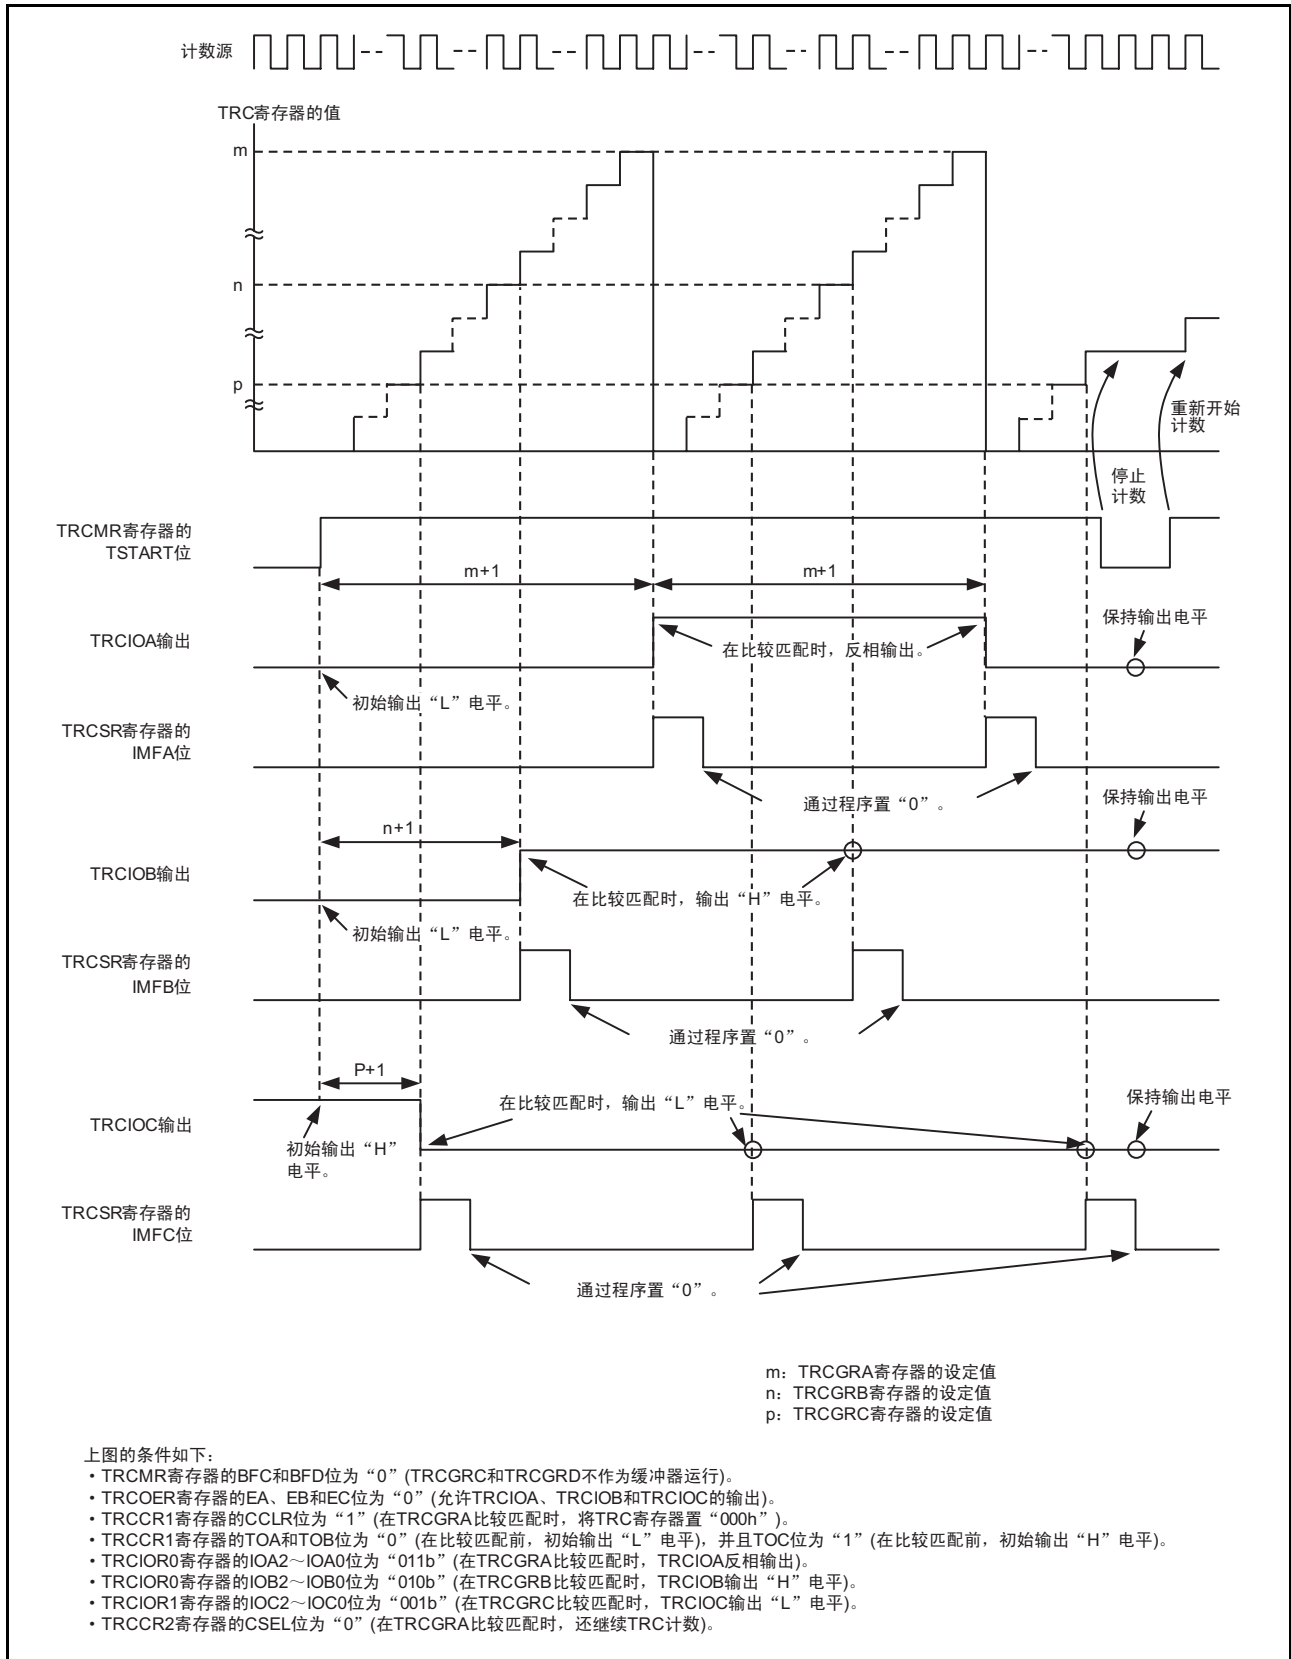 计数源
TRC寄存器的值
m
n
p
重新开始
计数
停止
计数
TRCMR寄存器的
TSTART位
m+1
m+1
TRCIOA输出
保持输出电平
在比较匹配时，反相输出。
初始输出“L”电平。
TRCSR寄存器的
IMFA位
通过程序置“0”。
保持输出电平
n+1
TRCIOB输出
在比较匹配时，输出“H”电平。
初始输出“L”电平。
TRCSR寄存器的
IMFB位
通过程序置“0”。
P+1
在比较匹配时，输出“L”电平。
保持输出电平
TRCIOC输出
初始输出“H”
电平。
TRCSR寄存器的
IMFC位
通过程序置“0”。
m：TRCGRA寄存器的设定值
n：TRCGRB寄存器的设定值
p：TRCGRC寄存器的设定值
上图的条件如下：
・TRCMR寄存器的BFC和BFD位为“0”(TRCGRC和TRCGRD不作为缓冲器运行)。
・TRCOER寄存器的EA、EB和EC位为“0”(允许TRCIOA、TRCIOB和TRCIOC的输出)。
・TRCCR1寄存器的CCLR位为“1”(在TRCGRA比较匹配时，将TRC寄存器置“000h”)。
・TRCCR1寄存器的TOA和TOB位为“0”(在比较匹配前，初始输出“L”电平)，并且TOC位为“1”(在比较匹配前，初始输出“H”电平)。
・TRCIOR0寄存器的IOA2～IOA0位为“011b”(在TRCGRA比较匹配时，TRCIOA反相输出)。
・TRCIOR0寄存器的IOB2～IOB0位为“010b”(在TRCGRB比较匹配时，TRCIOB输出“H”电平)。
・TRCIOR1寄存器的IOC2～IOC0位为“001b”(在TRCGRC比较匹配时，TRCIOC输出“L”电平)。
・TRCCR2寄存器的CSEL位为“0”(在TRCGRA比较匹配时，还继续TRC计数)。